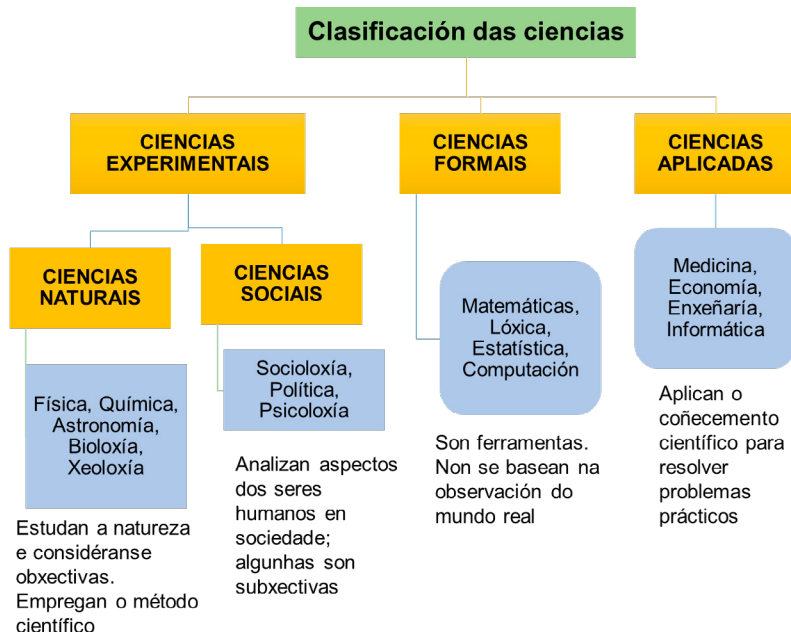 Clasificación das ciencias
CIENCIAS
EXPERIMENTAIS
CIENCIAS
FORMAIS
CIENCIAS
APLICADAS
CIENCIAS
NATURAIS
CIENCIAS
SOCIAIS
Física, Química,
Astronomía,
Bioloxía,
Xeoloxía
Estudan a natureza
e considéranse
obxectivas.
Empregan o método
científico
Socioloxía,
Política,
Psicoloxía
Analizan aspectos
dos seres
humanos en
sociedade;
algunhas son
subxectivas
Matemáticas,
Lóxica,
Estatística,
Computación
Son ferramentas.
Non se basean na
observación do
mundo real
Medicina,
Economía,
Enxeñaría,
Informática
Aplican o
coñecemento
científico para
resolver
problemas
prácticos